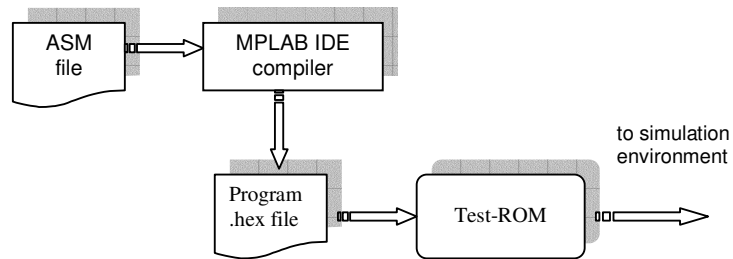 ASM
file
MPLAB IDE
compiler
to simulation
environment
Program
.hex file
Test-ROM